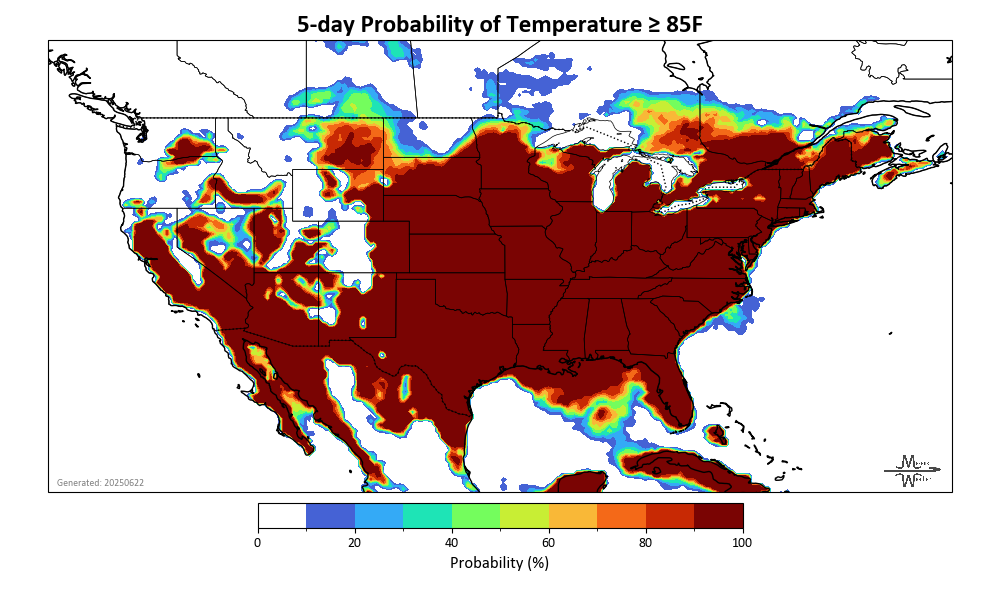 5-day Probability of Temperature ≥ 85F
Generated: 20250622
0 20 40 60 80 100
Probability (%)